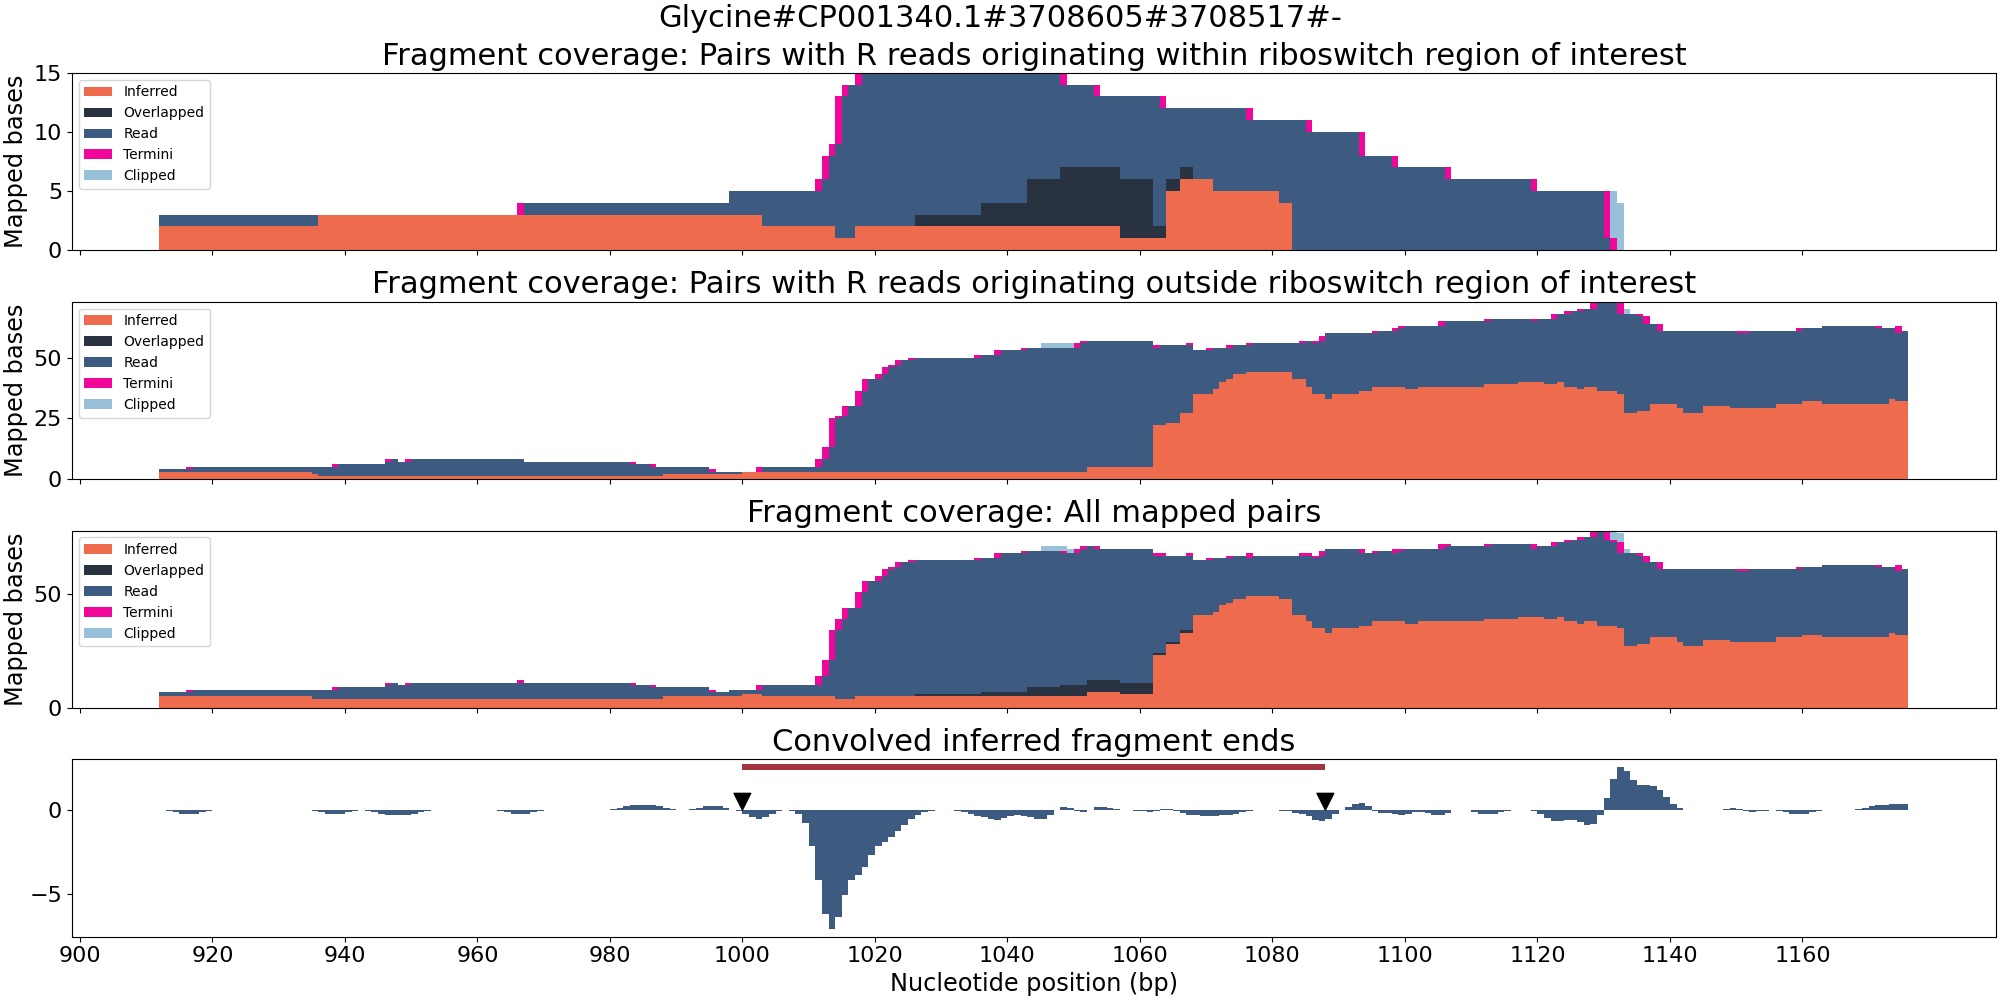 Glycine#CP001340.1#3708605#3708517#-
Fragment coverage: Pairs with R reads originating within riboswitch region of interest
Mapped bases
15
10
5
0
Inferred
Overlapped
Read
Termini
Clipped
Fragment coverage: Pairs with R reads originating outside riboswitch region of interest
Mapped bases
50
25
0
Inferred
Overlapped
Read
Termini
Clipped
Fragment coverage: All mapped pairs
Mapped bases
50
0
Inferred
Overlapped
Read
Termini
Clipped
Convolved inferred fragment ends
0
−5
900 920 940 960 980 1000 1020 1040 1060 1080 1100 1120 1140 1160
Nucleotide position (bp)